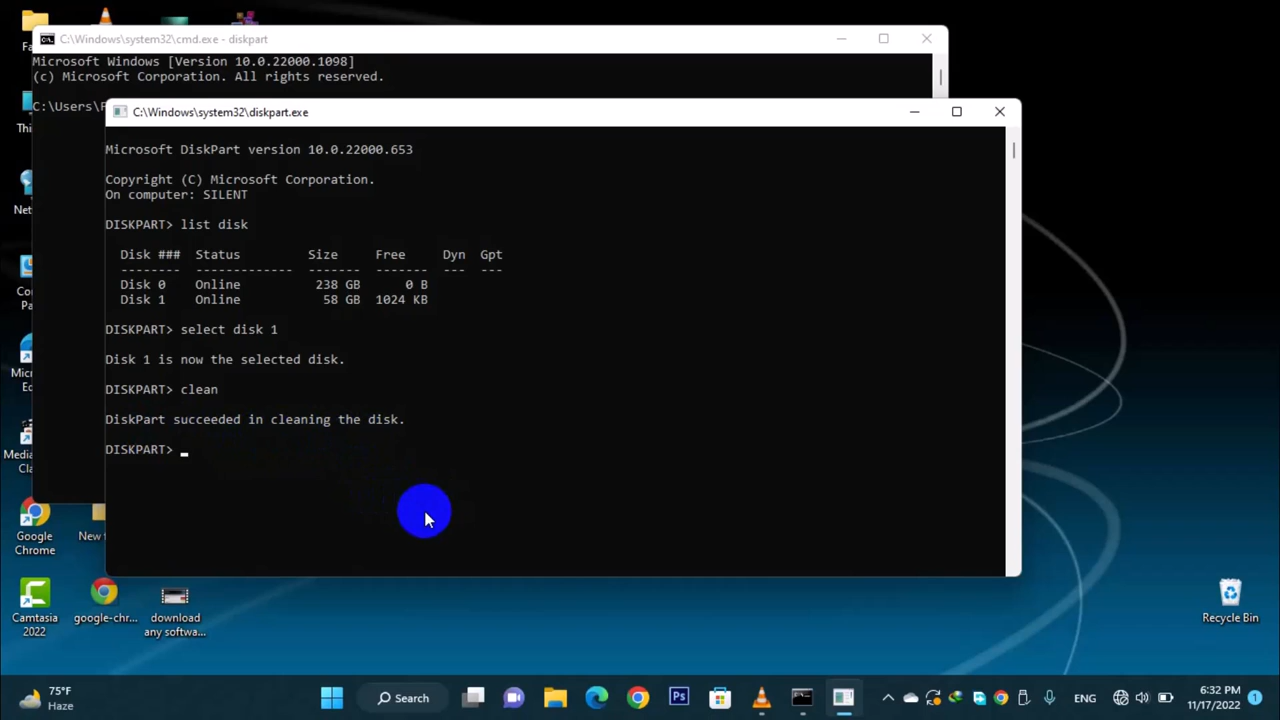 C:\Windows\system32\cmd.exe - diskpart
Microsoft Windows [Version 10.0.22000.1098]
(c) Microsoft Corporation. All rights reserved.
C:\Users\
C:\Windows\system32\diskpart.exe
Microsoft DiskPart version 10.0.22000.653
Copyright (C) Microsoft Corporation.
On computer: SILENT
DISKPART> list disk
Disk ### Status Size Free Dyn Gpt
-------- ------------- ------- ------- --- ---
Disk 0 Online 238 GB 0 B
Disk 1 Online 58 GB 1024 KB
DISKPART> select disk 1
Disk 1 is now the selected disk.
DISKPART> clean
DiskPart succeeded in cleaning the disk.
DISKPART>
Google
Chrome
New
Camtasia
2022
google-chr...
download
any softwa...
Recycle Bin
75°F
Haze
Search
Ps
ENG
6:32 PM
11/17/2022
1